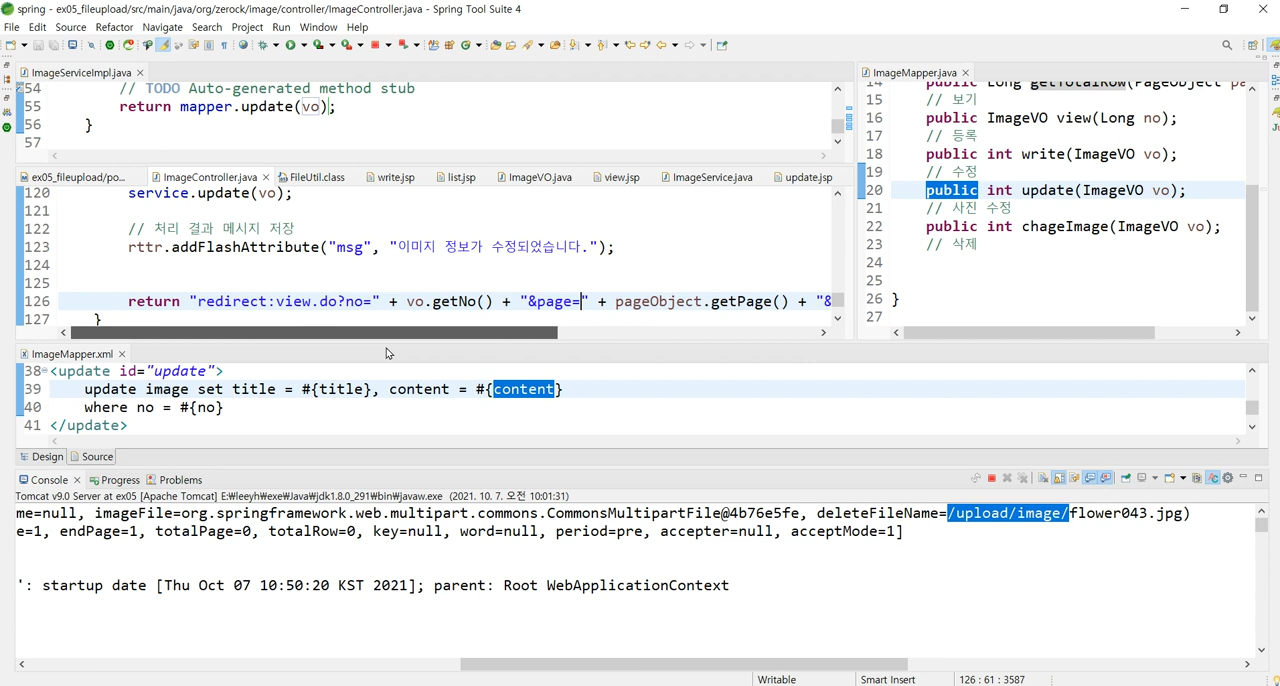 spring - ex05_fileupload/src/main/java/org/zerock/image/controller/ImageController.java - Spring Tool Suite 4
File Edit Source Refactor Navigate Search Project Run Window Help
ImageServiceImpl.java
54 // TODO Auto-generated method stub
55 return mapper.update(vo);
56 }
57
ex05_fileupload/po... ImageController.java FileUtil.class write.jsp list.jsp ImageVO.java view.jsp ImageService.java update.jsp
120 service.update(vo);
121
122 // 처리 결과 메시지 저장
123 rttr.addFlashAttribute("msg", "이미지 정보가 수정되었습니다.");
124
125
126 return "redirect:view.do?no=" + vo.getNo() + "&page=" + pageObject.getPage() + "&
127 }
ImageMapper.java
14 public Long getTotalRow(PageObject pa
15 // 보기
16 public ImageVO view(Long no);
17 // 등록
18 public int write(ImageVO vo);
19 // 수정
20 public int update(ImageVO vo);
21 // 사진 수정
22 public int chageImage(ImageVO vo);
23 // 삭제
24
25
26 }
27
ImageMapper.xml
38 <update id="update">
39 update image set title = #{title}, content = #{content}
40 where no = #{no}
41 </update>
Design Source
Console Progress Problems
Tomcat v9.0 Server at ex05 [Apache Tomcat] E:₩leeyh₩exe₩Java₩jdk1.8.0_291₩bin₩javaw.exe (2021. 10. 7. 오전 10:01:31)
me=null, imageFile=org.springframework.web.multipart.commons.CommonsMultipartFile@4b76e5fe, deleteFileName=/upload/image/flower043.jpg)
e=1, endPage=1, totalPage=0, totalRow=0, key=null, word=null, period=pre, accepter=null, acceptMode=1]
': startup date [Thu Oct 07 10:50:20 KST 2021]; parent: Root WebApplicationContext
Writable Smart Insert 126 : 61 : 3587